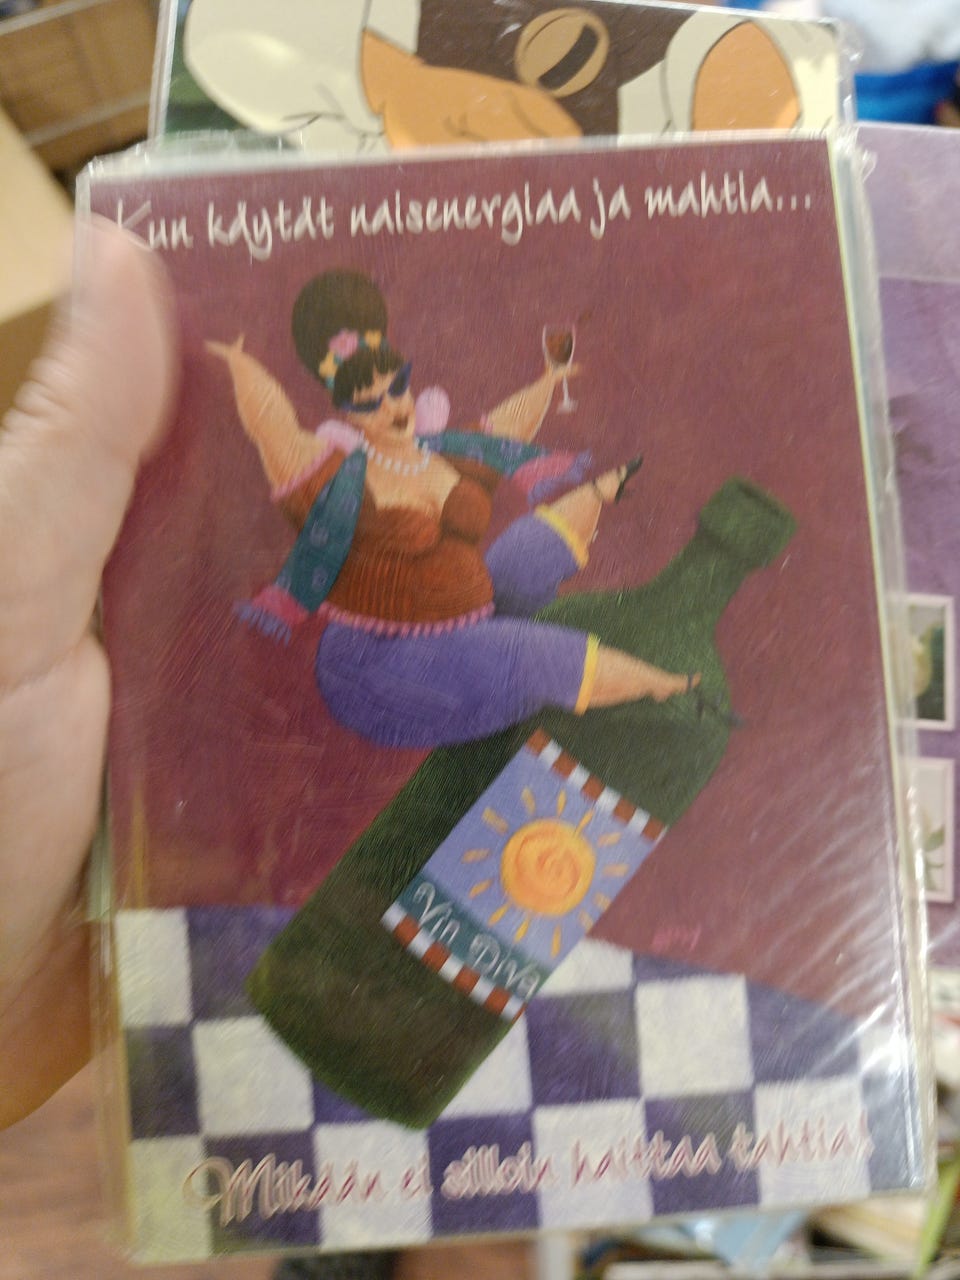 Kun käytät naisenergiaa ja mahtia...
Vin Diva
Mikään ei silloin haittaa tahtia!